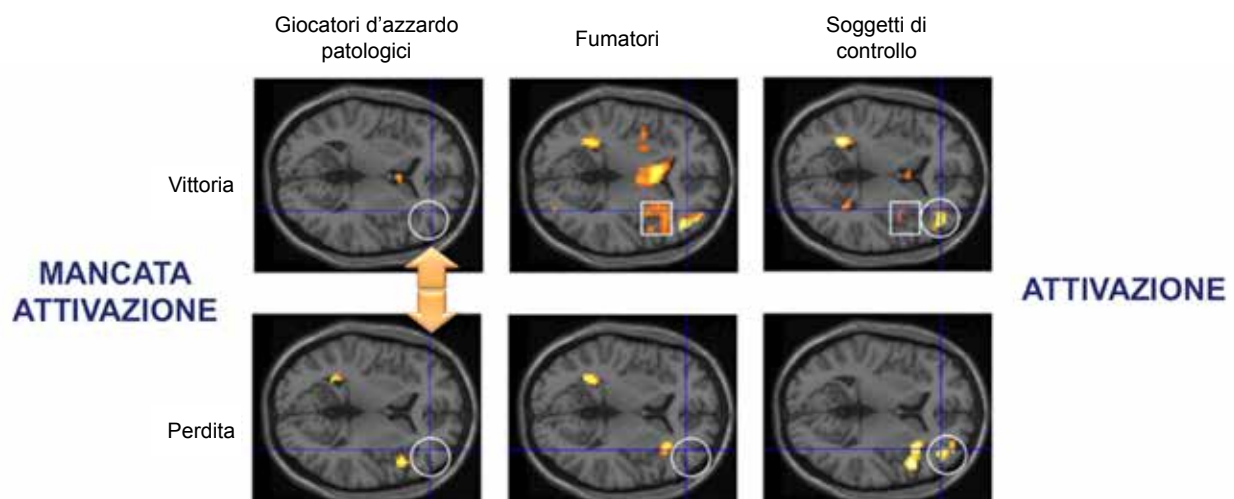 Giocatori d’azzardo
patologici
Fumatori
Soggetti di
controllo
Vittoria
MANCATA
ATTIVAZIONE
ATTIVAZIONE
Perdita